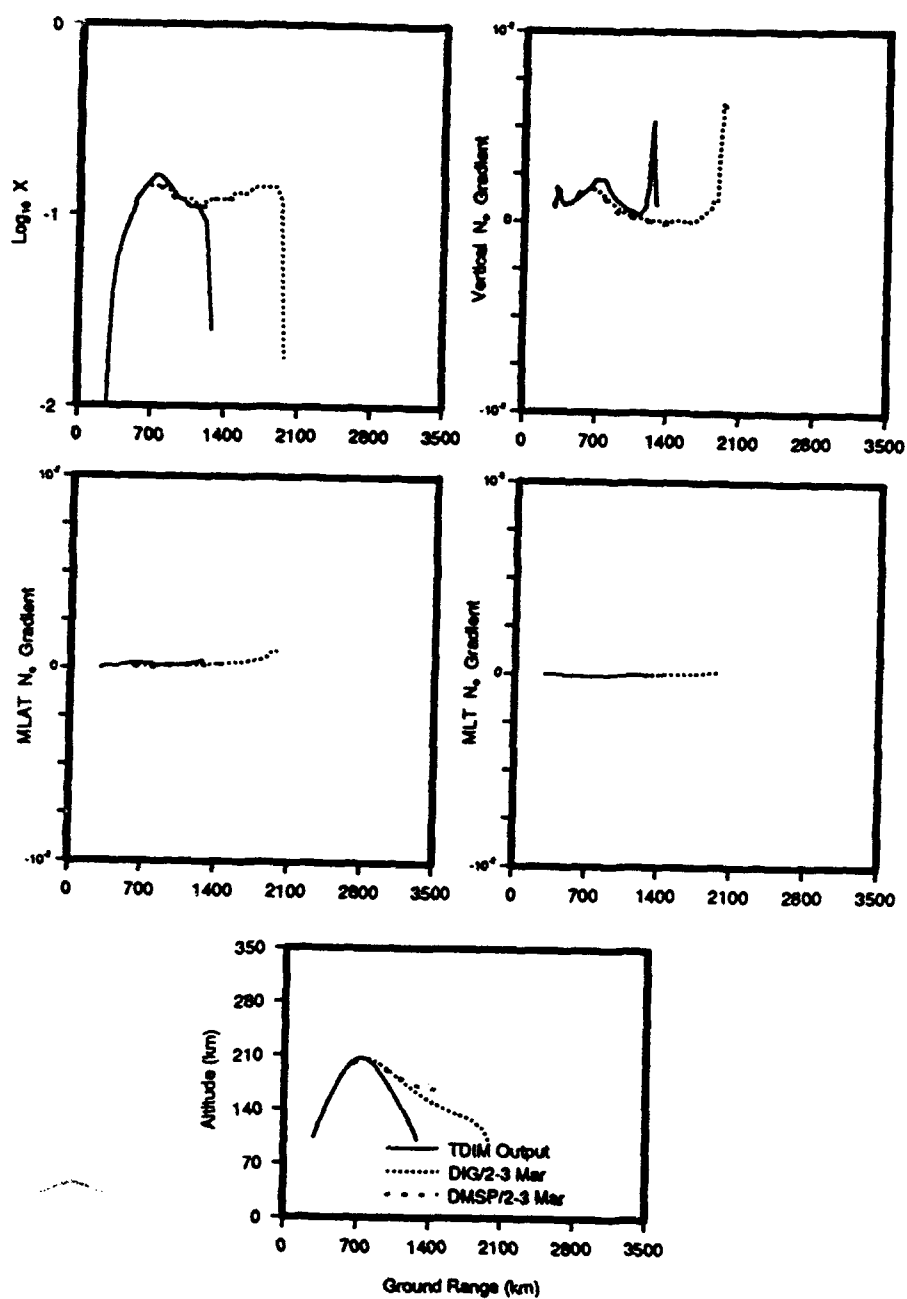 0
-1
-2
Log₁₀ X
0 700 1400 2100 2800 3500
10⁻²
0
-10⁻²
Vertical Nₑ Gradient
0 700 1400 2100 2800 3500
10⁻²
0
-10⁻²
MLAT Nₑ Gradient
0 700 1400 2100 2800 3500
10⁻²
0
-10⁻²
MLT Nₑ Gradient
0 700 1400 2100 2800 3500
350
280
210
140
70
0
Altitude (km)
TDIM Output
DIG/2-3 Mar
DMSP/2-3 Mar
0 700 1400 2100 2800 3500
Ground Range (km)